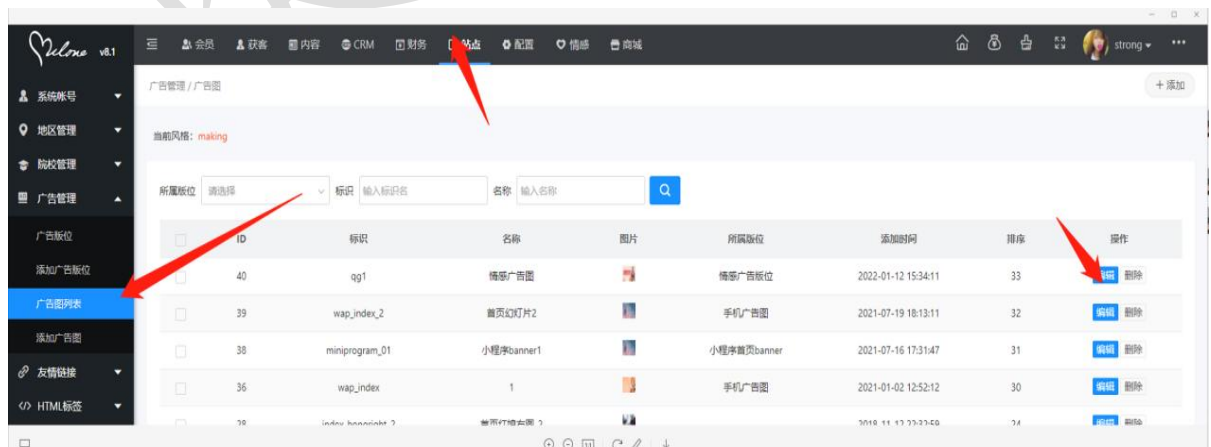 Melone v8.1
会员 获客 内容 CRM 财务 站点 配置 情感 商城 strong
系统帐号
地区管理
院校管理
广告管理
广告版位
添加广告版位
广告图列表
添加广告图
友情链接
HTML标签
广告管理 / 广告图 + 添加
当前风格: making
所属版位 请选择 标识 输入标识名 名称 输入名称
ID 标识 名称 图片 所属版位 添加时间 排序 操作
40 qg1 情感广告图 情感广告版位 2022-01-12 15:34:11 33 编辑 删除
39 wap_index_2 首页幻灯片2 手机广告图 2021-07-19 18:13:11 32 编辑 删除
38 miniprogram_01 小程序banner1 小程序首页banner 2021-07-16 17:31:47 31 编辑 删除
36 wap_index 1 手机广告图 2021-01-02 12:52:12 30 编辑 删除